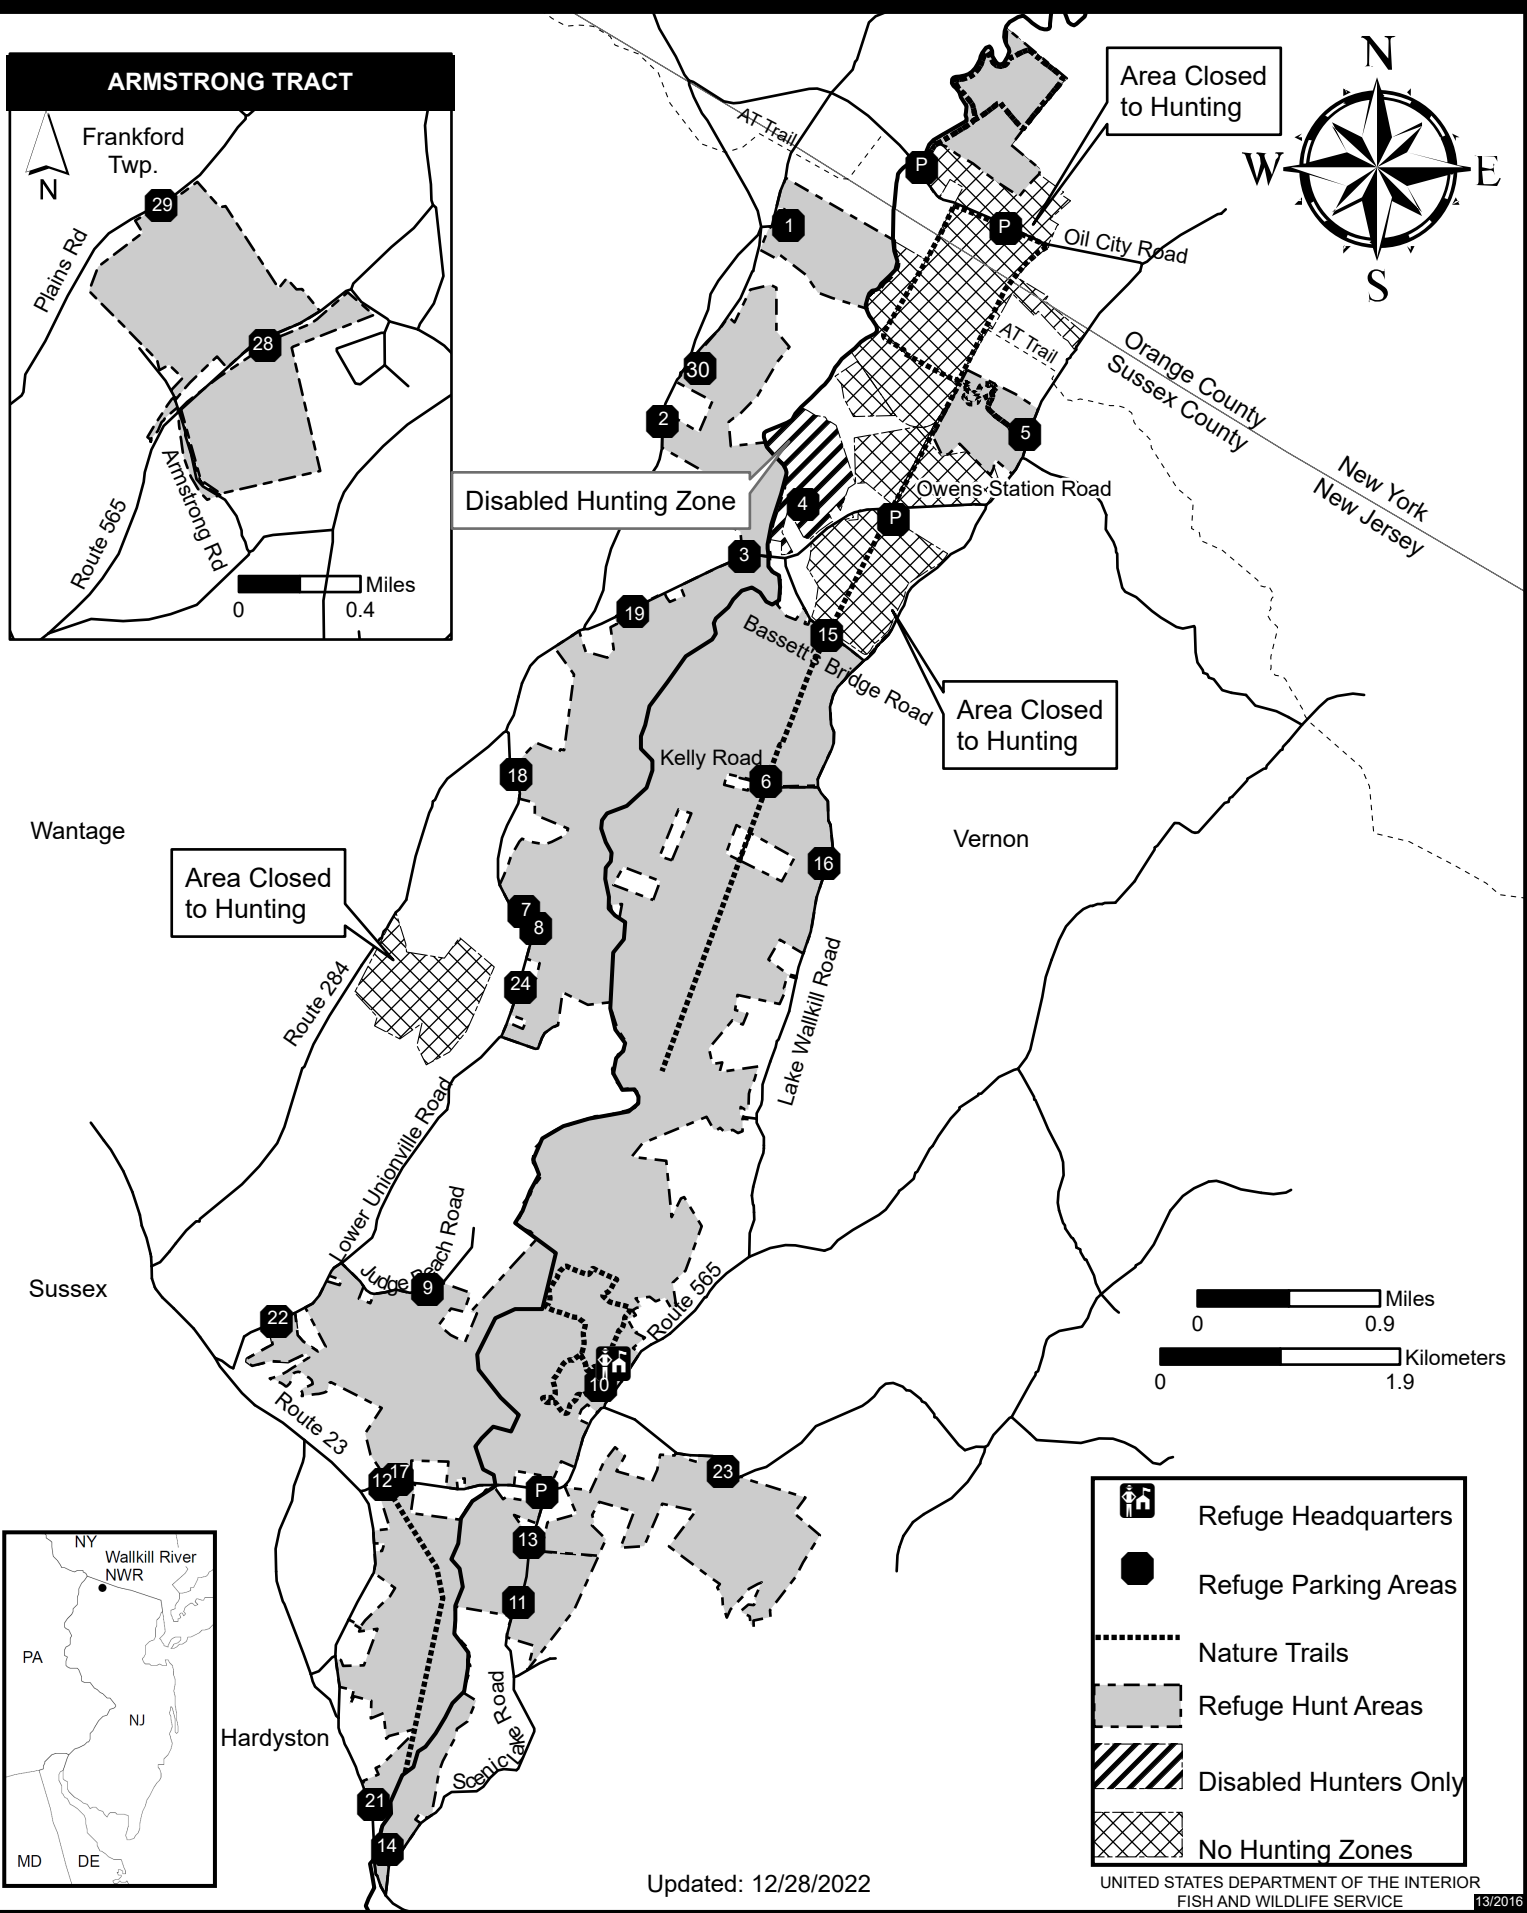 ARMSTRONG TRACT
Frankford
Twp.
N
29
Plains Rd
28
Armstrong Rd
Route 565
Miles
0
0.4
Area Closed
to Hunting
N
W
E
S
AT Trail
P
1
P
Oil City Road
30
2
AT Trail
Orange County
Sussex County
5
New York
New Jersey
Disabled Hunting Zone
4
Owens Station Road
P
3
19
15
Bassett's Bridge Road
Area Closed
to Hunting
Kelly Road
6
18
Wantage
Vernon
16
Area Closed
to Hunting
7
8
24
Route 284
Lake Wallkill Road
Lower Unionville Road
Judge Beach Road
9
Sussex
22
Route 565
10
Miles
0
0.9
Kilometers
0
1.9
Route 23
12
17
P
23
13
11
Scenic Lake Road
Hardyston
21
14
NY
Wallkill River
NWR
PA
NJ
MD
DE
Refuge Headquarters
Refuge Parking Areas
Nature Trails
Refuge Hunt Areas
Disabled Hunters Only
No Hunting Zones
Updated: 12/28/2022
UNITED STATES DEPARTMENT OF THE INTERIOR
FISH AND WILDLIFE SERVICE
13/2016